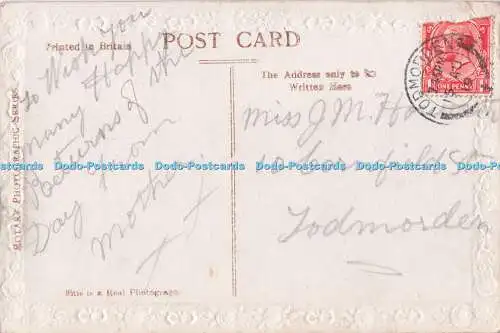 POST CARD
Printed in Britain
The Address only to be
Written Here
ROTARY PHOTOGRAPHIC SERIES
This is a Real Photograph.
to Wish You
Many Happy
Returns of the
Day from
Mother
Miss J. M.
Todmorden
TODMORDEN
ONE PENNY
Dodo-Postcards Dodo-Postcards Dodo-Postcards Dodo-Postcards Dodo-Postcards